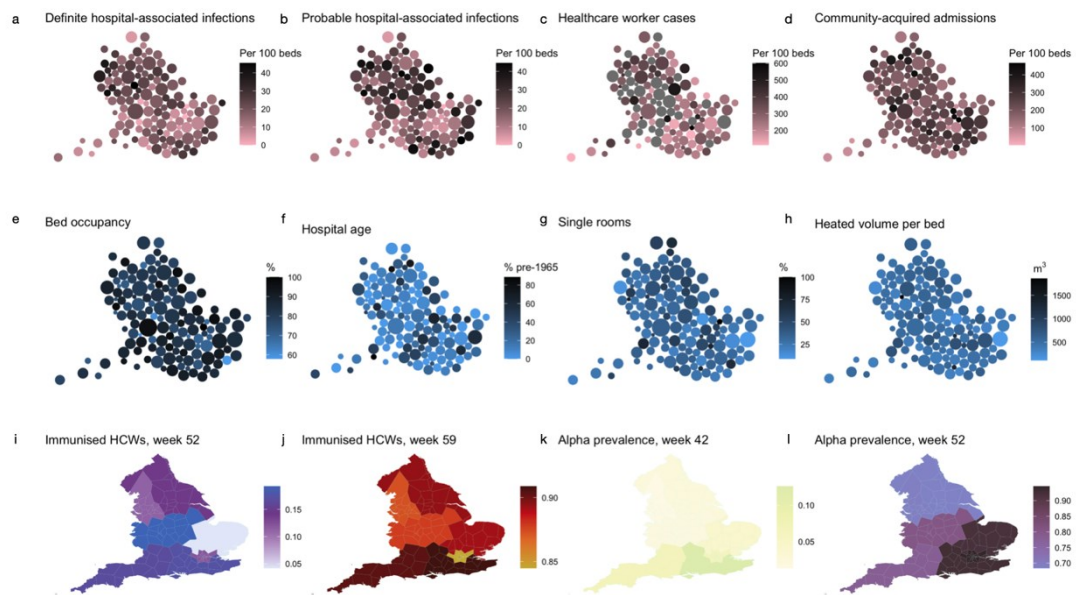 a Definite hospital-associated infections
b Probable hospital-associated infections
c Healthcare worker cases
d Community-acquired admissions
Per 100 beds
40
30
20
10
0
Per 100 beds
40
30
20
10
0
Per 100 beds
600
500
400
300
200
Per 100 beds
400
300
200
100
e Bed occupancy
f Hospital age
g Single rooms
h Heated volume per bed
%
100
90
80
70
60
% pre-1965
80
60
40
20
0
%
100
75
50
25
m³
1500
1000
500
i Immunised HCWs, week 52
j Immunised HCWs, week 59
k Alpha prevalence, week 42
l Alpha prevalence, week 52
0.15
0.10
0.05
0.90
0.85
0.10
0.05
0.90
0.85
0.80
0.75
0.70